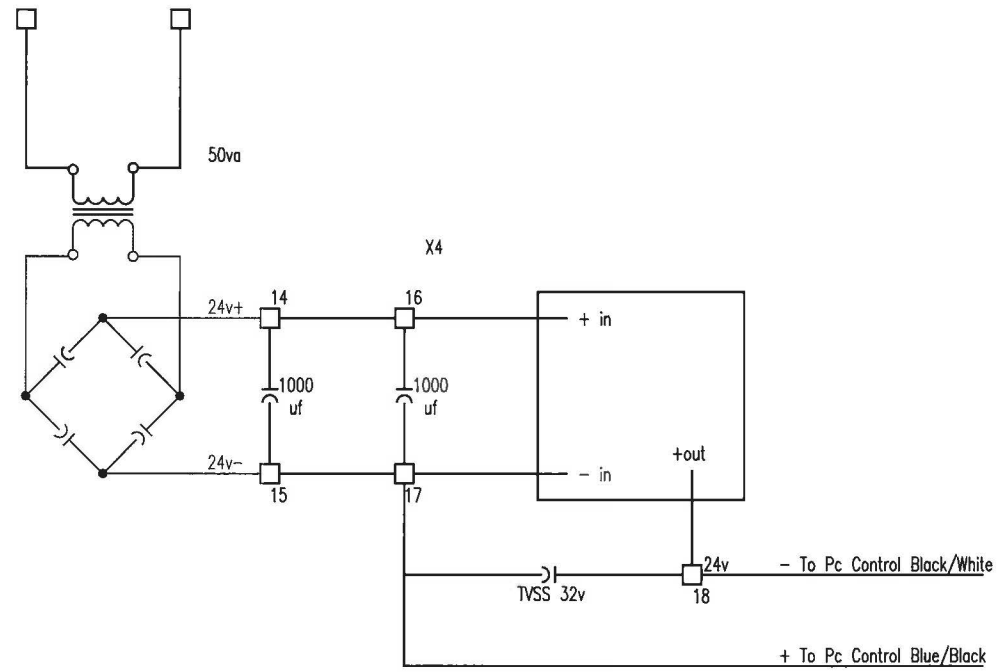 50va
X4
24v+
14
16
+ in
1000
uf
1000
uf
24v-
15
17
- in
+out
24v
18
TVSS 32v
- To Pc Control Black/White
+ To Pc Control Blue/Black